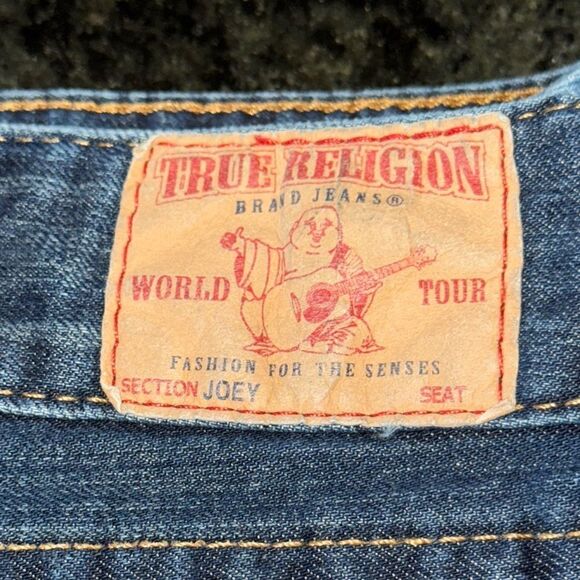 TRUE RELIGION
BRAND JEANS®
WORLD TOUR
FASHION FOR THE SENSES
SECTION JOEY SEAT